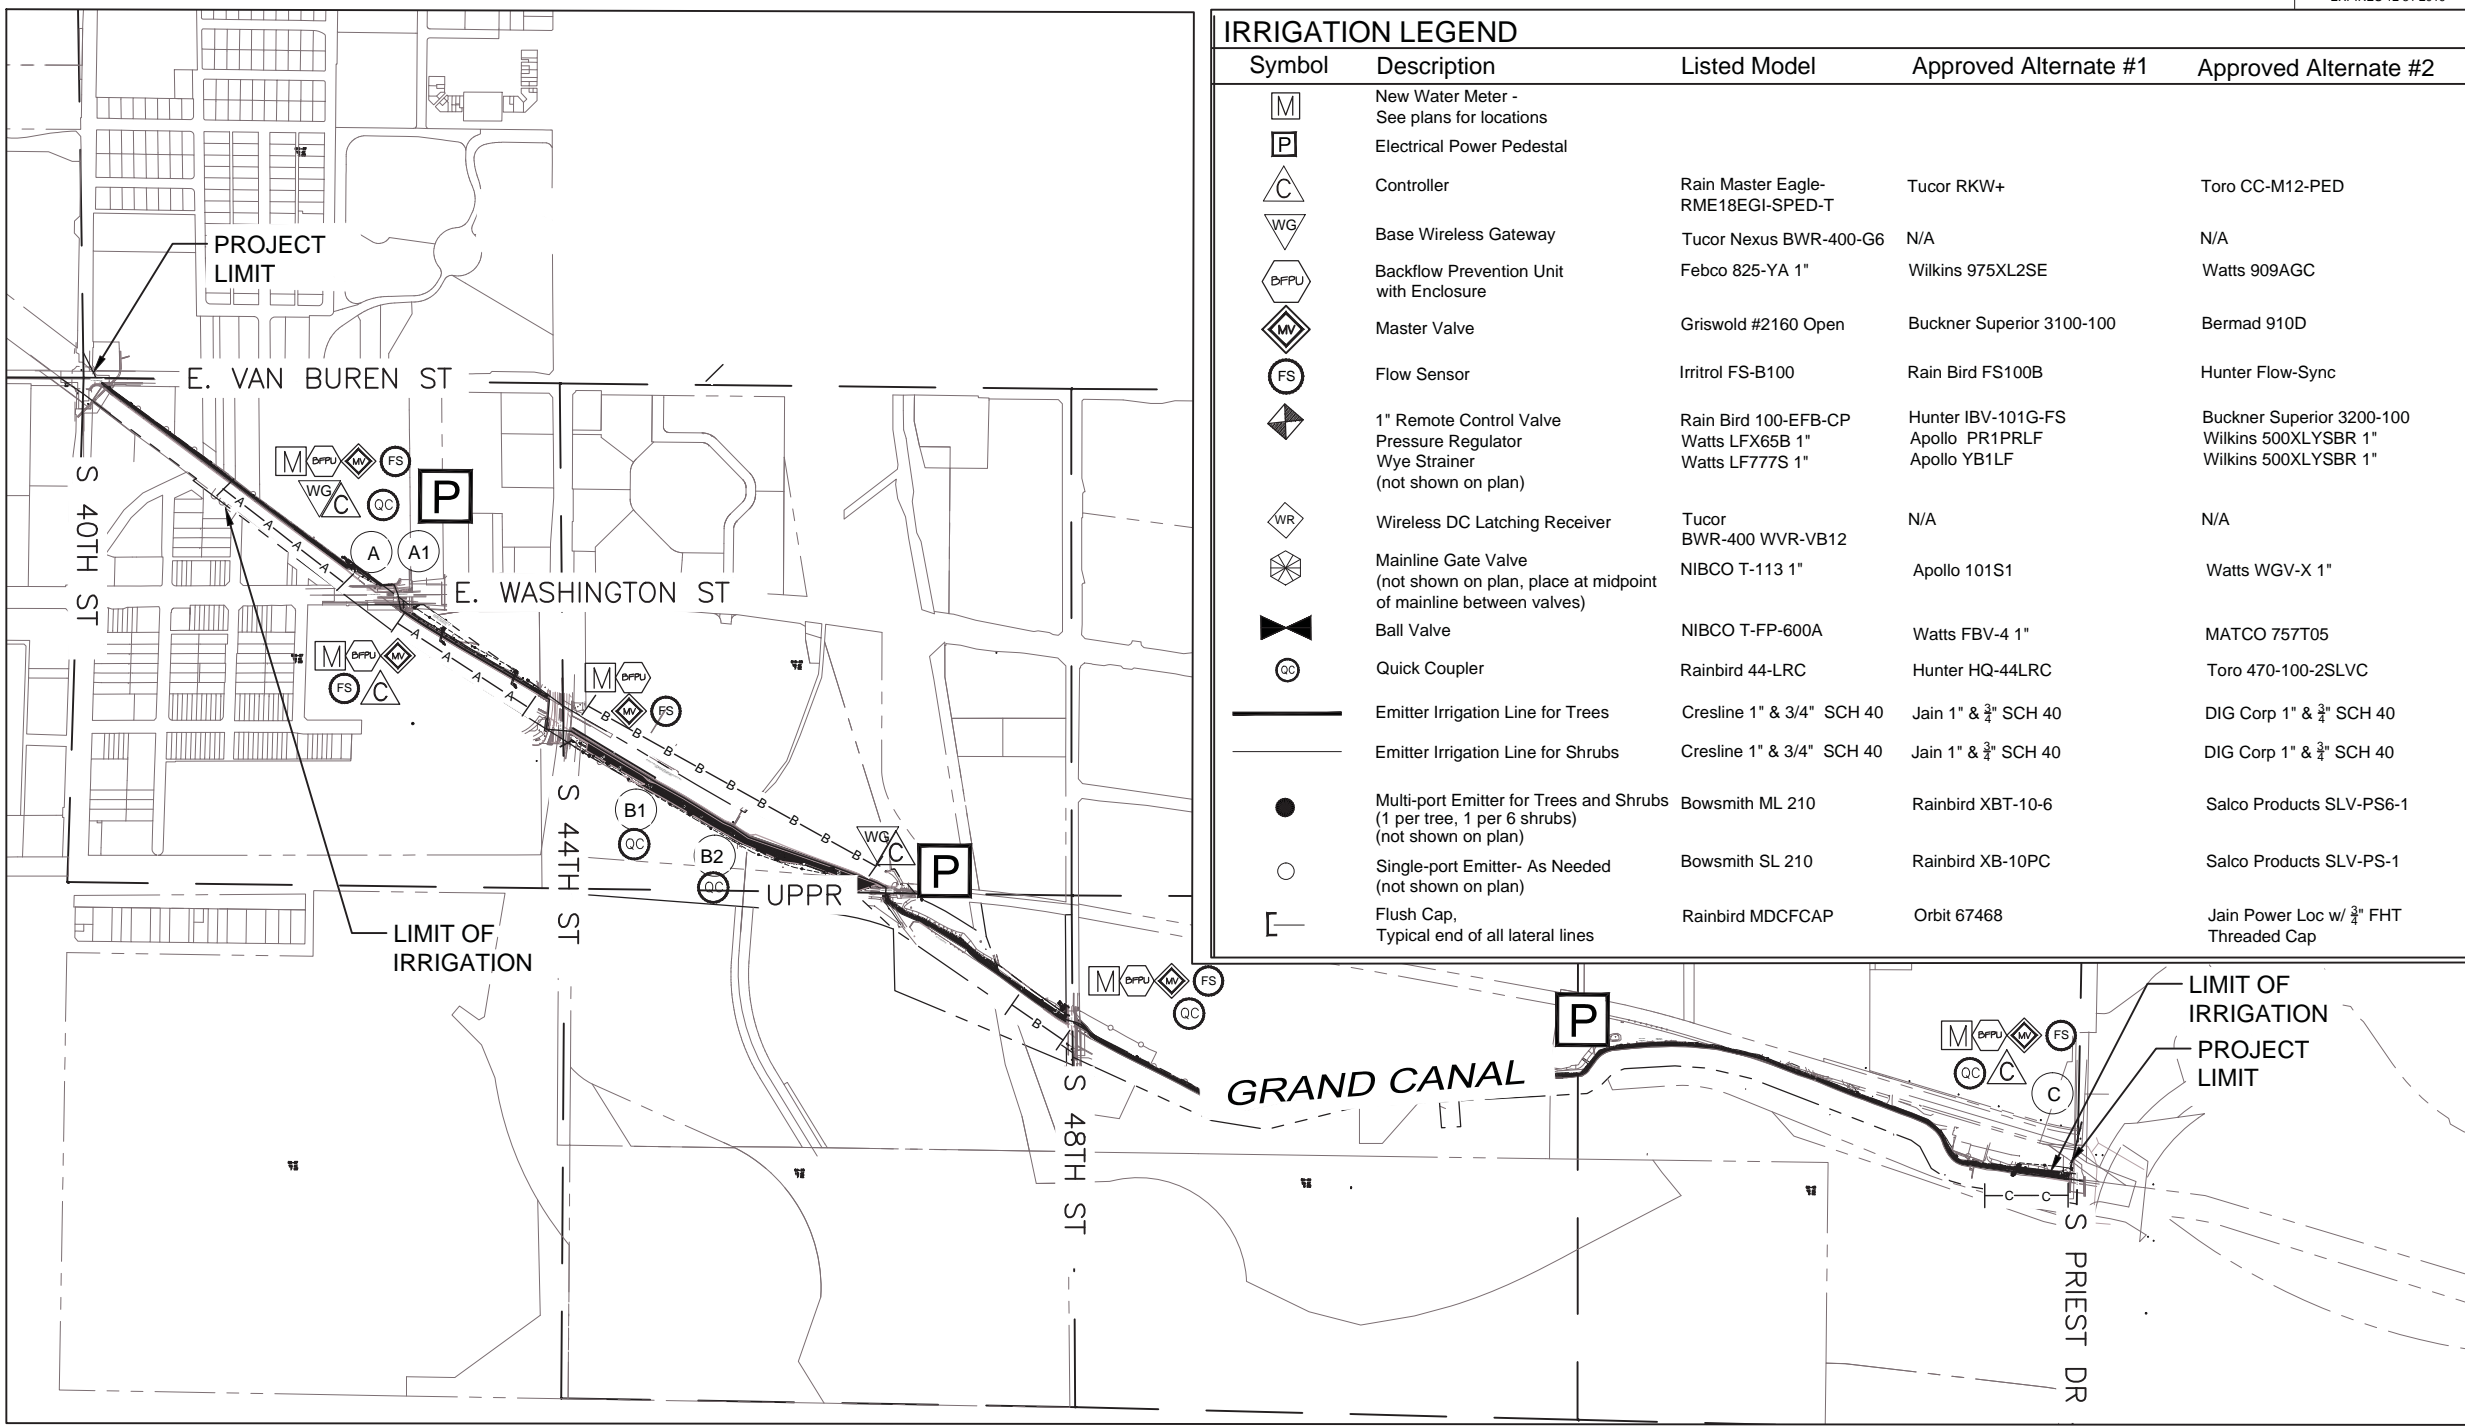 IRRIGATION LEGEND
Symbol Description Listed Model Approved Alternate #1 Approved Alternate #2
M New Water Meter -
See plans for locations
P Electrical Power Pedestal
C Controller Rain Master Eagle- Tucor RKW+ Toro CC-M12-PED
RME18EGI-SPED-T
WG Base Wireless Gateway Tucor Nexus BWR-400-G6 N/A N/A
BFPU Backflow Prevention Unit Febco 825-YA 1" Wilkins 975XL2SE Watts 909AGC
with Enclosure
MV Master Valve Griswold #2160 Open Buckner Superior 3100-100 Bermad 910D
FS Flow Sensor Irritrol FS-B100 Rain Bird FS100B Hunter Flow-Sync
1" Remote Control Valve Rain Bird 100-EFB-CP Hunter IBV-101G-FS Buckner Superior 3200-100
Pressure Regulator Watts LFX65B 1" Apollo PR1PRLF Wilkins 500XLYSBR 1"
Wye Strainer Watts LF777S 1" Apollo YB1LF Wilkins 500XLYSBR 1"
(not shown on plan)
WR Wireless DC Latching Receiver Tucor N/A N/A
BWR-400 WVR-VB12
Mainline Gate Valve
(not shown on plan, place at midpoint NIBCO T-113 1" Apollo 101S1 Watts WGV-X 1"
of mainline between valves)
Ball Valve NIBCO T-FP-600A Watts FBV-4 1" MATCO 757T05
QC Quick Coupler Rainbird 44-LRC Hunter HQ-44LRC Toro 470-100-2SLVC
Emitter Irrigation Line for Trees Cresline 1" & 3/4" SCH 40 Jain 1" & 3/4" SCH 40 DIG Corp 1" & 3/4" SCH 40
Emitter Irrigation Line for Shrubs Cresline 1" & 3/4" SCH 40 Jain 1" & 3/4" SCH 40 DIG Corp 1" & 3/4" SCH 40
Multi-port Emitter for Trees and Shrubs Bowsmith ML 210 Rainbird XBT-10-6 Salco Products SLV-PS6-1
(1 per tree, 1 per 6 shrubs)
(not shown on plan)
Single-port Emitter- As Needed Bowsmith SL 210 Rainbird XB-10PC Salco Products SLV-PS-1
(not shown on plan)
Flush Cap, Rainbird MDCFCAP Orbit 67468 Jain Power Loc w/ 3/4" FHT
Typical end of all lateral lines Threaded Cap
PROJECT
LIMIT
E. VAN BUREN ST
S 40TH ST
M BFPU MV FS
WG C QC P
A A1
A A A A
E. WASHINGTON ST
M BFPU MV
FS C
A A A A
M BFPU
MV FS
B B B B B B B B B
S 44TH ST
B1
QC
B2
QC
WG C P
UPPR
LIMIT OF
IRRIGATION
M BFPU MV FS
QC
B
S 48TH ST
GRAND CANAL
P
M BFPU MV FS
QC C
C
LIMIT OF
IRRIGATION
PROJECT
LIMIT
C C
S PRIEST DR